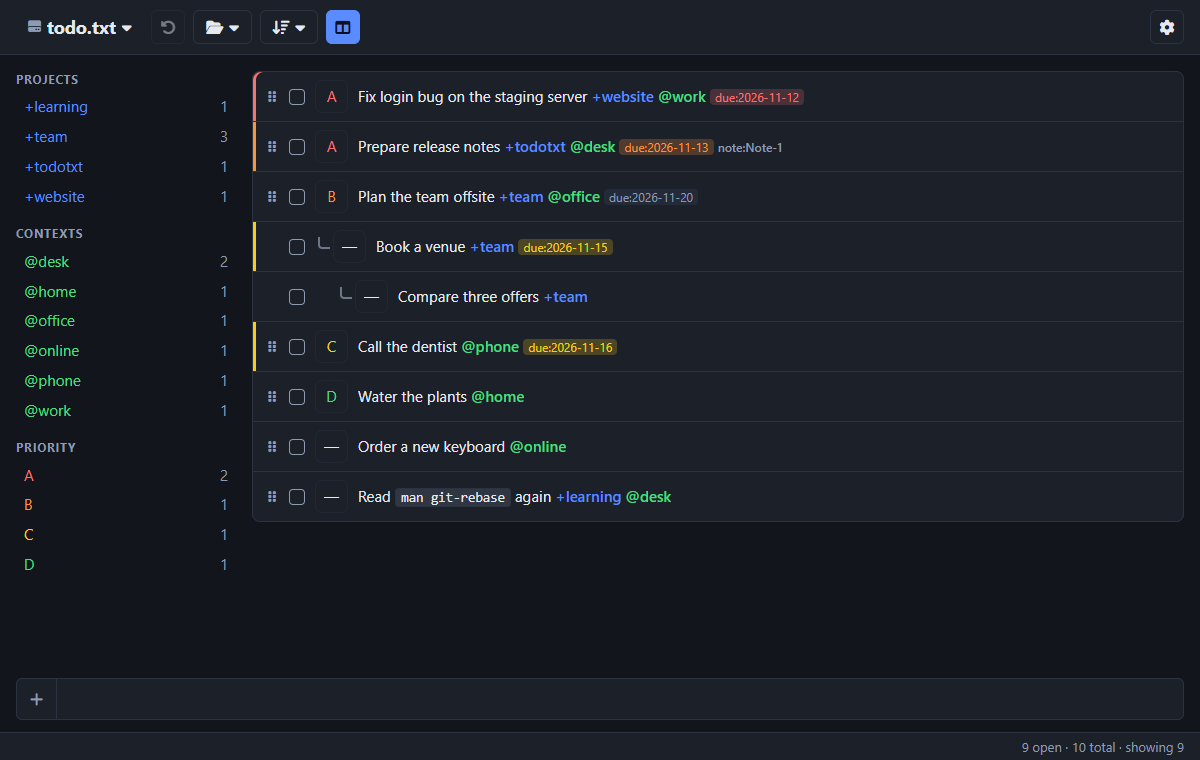 todo.txt
PROJECTS
+learning 1
+team 3
+todotxt 1
+website 1
CONTEXTS
@desk 2
@home 1
@office 1
@online 1
@phone 1
@work 1
PRIORITY
A 2
B 1
C 1
D 1
A Fix login bug on the staging server +website @work due:2026-11-12
A Prepare release notes +todotxt @desk due:2026-11-13 note:Note-1
B Plan the team offsite +team @office due:2026-11-20
— Book a venue +team due:2026-11-15
— Compare three offers +team
C Call the dentist @phone due:2026-11-16
D Water the plants @home
— Order a new keyboard @online
— Read man git-rebase again +learning @desk
+
9 open · 10 total · showing 9